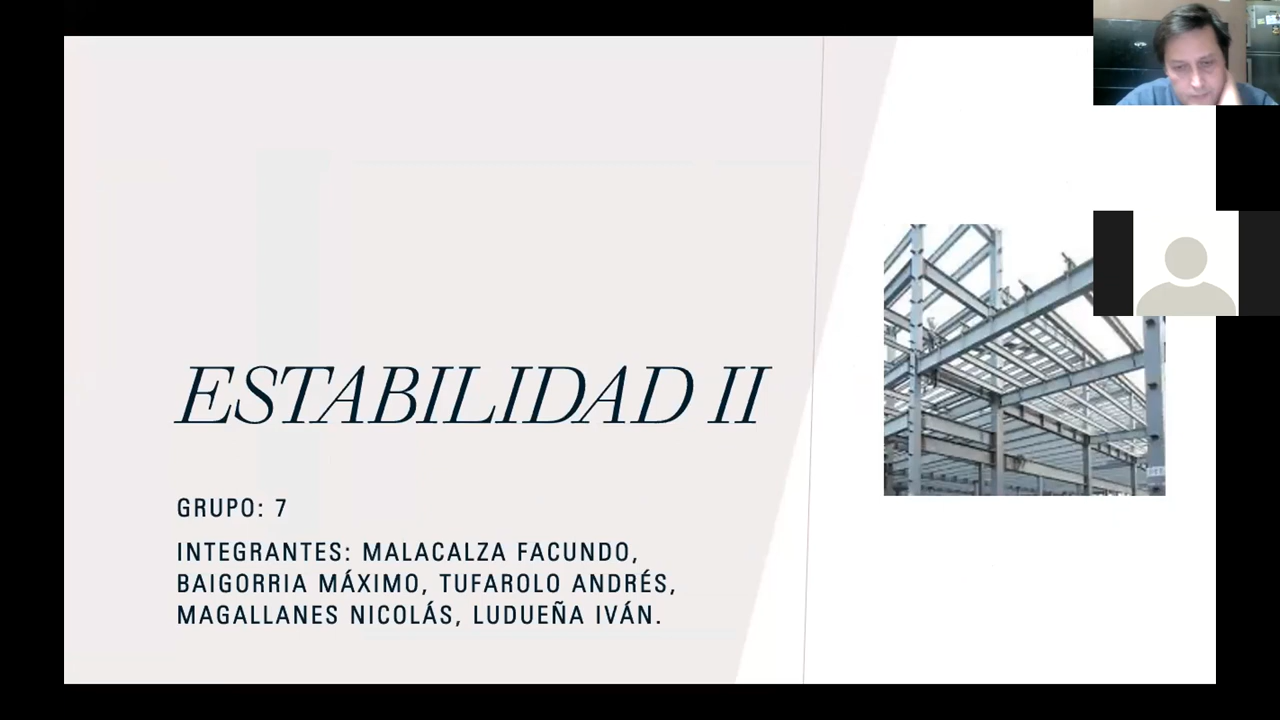 ESTABILIDAD II
GRUPO: 7
INTEGRANTES: MALACALZA FACUNDO,
BAIGORRIA MÁXIMO, TUFAROLO ANDRÉS,
MAGALLANES NICOLÁS, LUDUEÑA IVÁN.